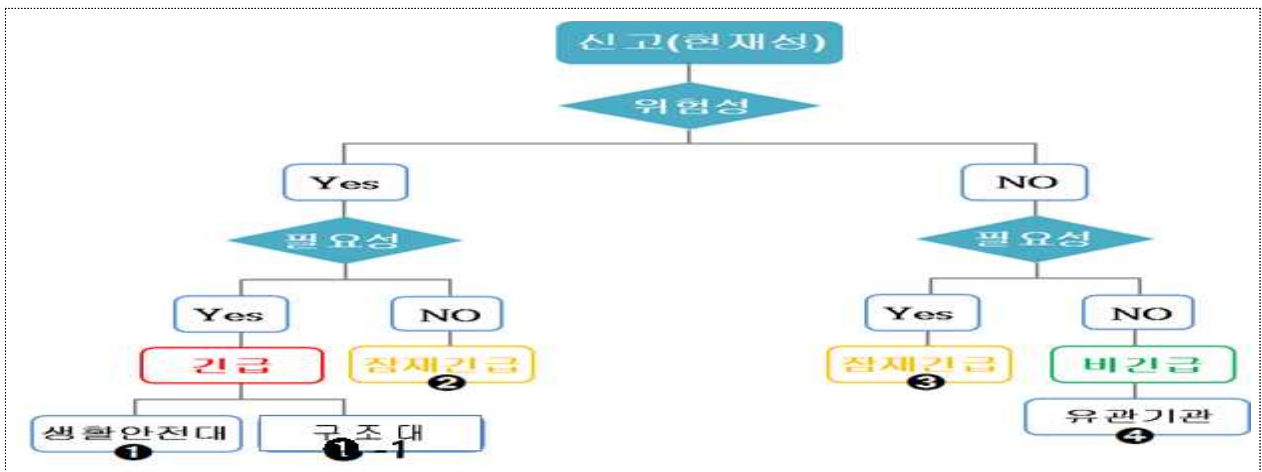 신고(현재성)
위험성
Yes
NO
필요성
필요성
Yes
NO
Yes
NO
긴급
잠재긴급
잠재긴급
비긴급
❷
❸
생활안전대
구조대
유관기관
❶
❶-1
❹